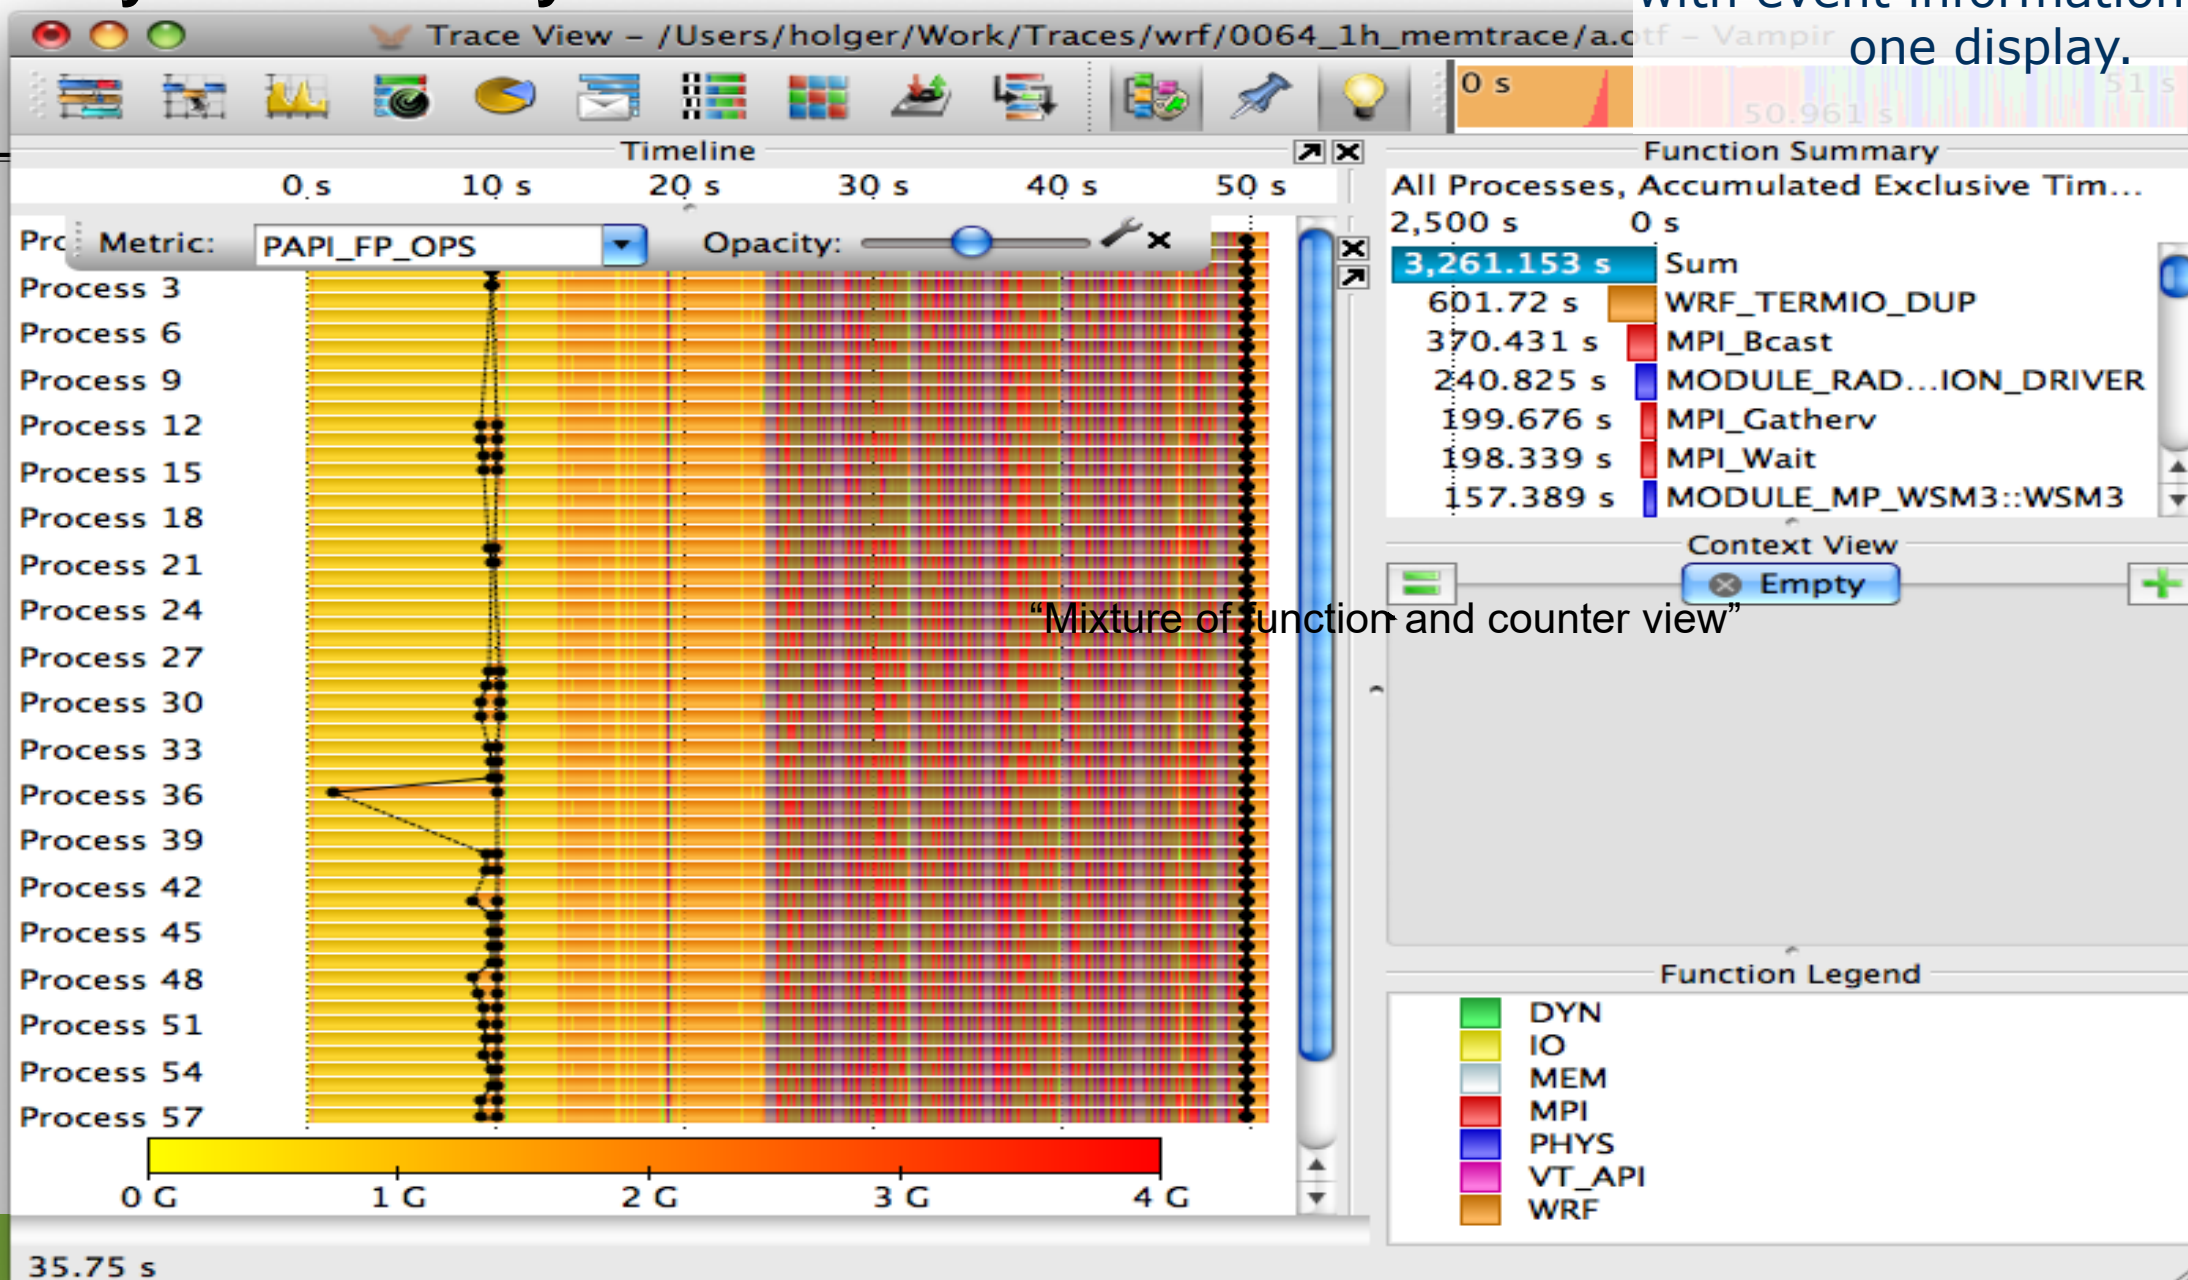 with event information
one display.
Trace View – /Users/holger/Work/Traces/wrf/0064_1h_memtrace/a.otf – Vampir
0 s
51 s
50.961 s
Timeline
0 s 10 s 20 s 30 s 40 s 50 s
Metric: PAPI_FP_OPS Opacity:
Process 3
Process 6
Process 9
Process 12
Process 15
Process 18
Process 21
Process 24
Process 27
Process 30
Process 33
Process 36
Process 39
Process 42
Process 45
Process 48
Process 51
Process 54
Process 57
0 G 1 G 2 G 3 G 4 G
35.75 s
Function Summary
All Processes, Accumulated Exclusive Tim...
2,500 s 0 s
3,261.153 s Sum
601.72 s WRF_TERMIO_DUP
370.431 s MPI_Bcast
240.825 s MODULE_RAD...ION_DRIVER
199.676 s MPI_Gatherv
198.339 s MPI_Wait
157.389 s MODULE_MP_WSM3::WSM3
Context View
Empty
“Mixture of function and counter view”
Function Legend
DYN
IO
MEM
MPI
PHYS
VT_API
WRF